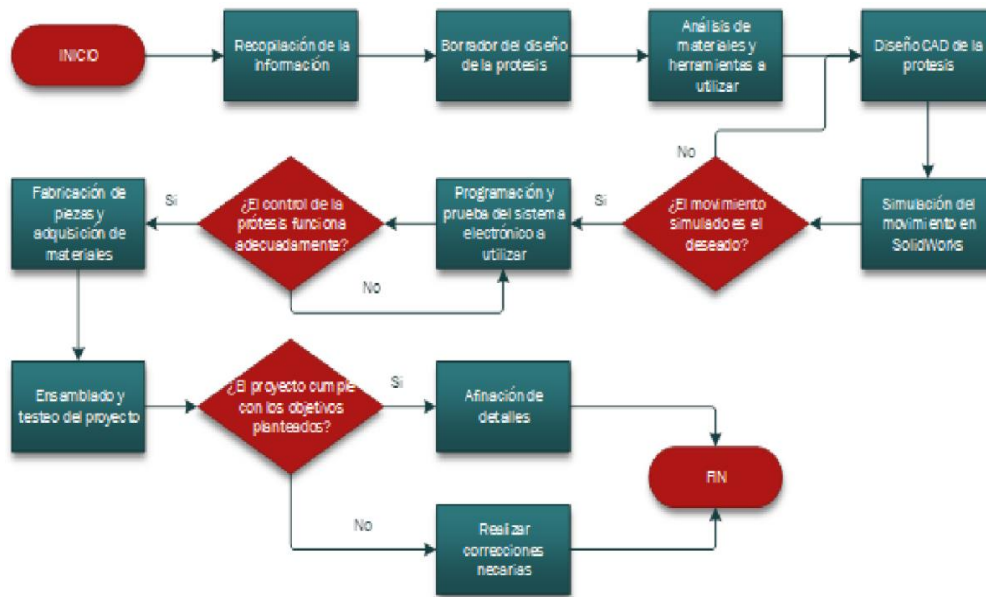 INICIO
Recopilación de la
información
Borrador del diseño
de la protesis
Análisis de
materiales y
herramientas a
utilizar
Diseño CAD de la
protesis
Simulación del
movimiento en
SolidWorks
¿El movimiento
simulado es el
deseado?
No
Si
Programación y
prueba del sistema
electrónico a
utilizar
¿El control de la
prótesis funciona
adecuadamente?
No
Si
Fabricación de
piezas y
adquisición de
materiales
Ensamblado y
testeo del proyecto
¿El proyecto cumple
con los objetivos
planteados?
Si
Afinación de
detalles
No
Realizar
correcciones
necarias
FIN